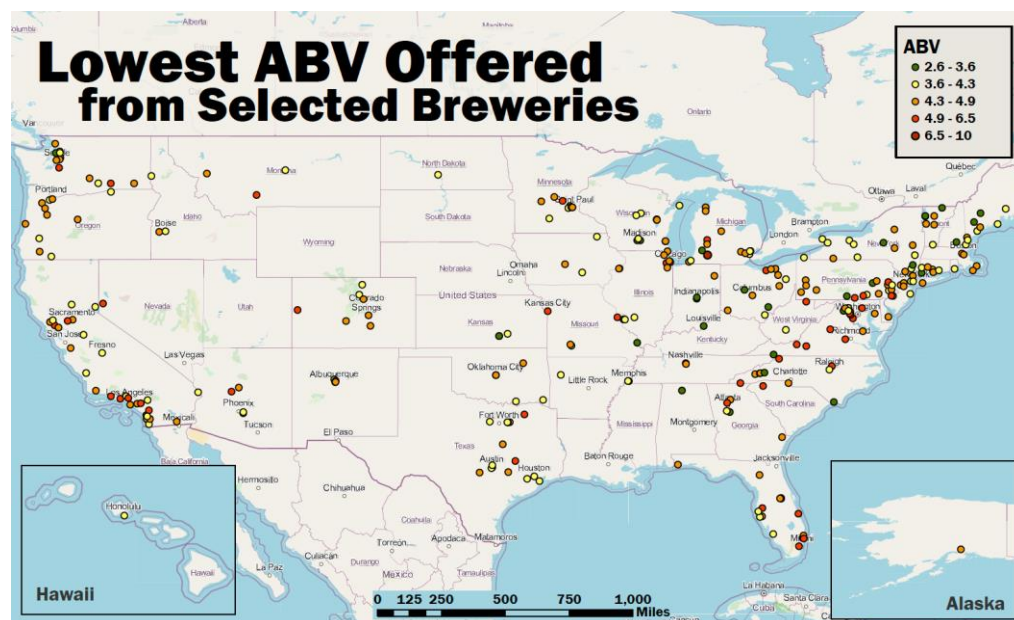 Alberta
Manitoba
Lowest ABV Offered
from Selected Breweries
ABV
2.6 - 3.6
3.6 - 4.3
4.3 - 4.9
4.9 - 6.5
6.5 - 10
Ontario
Québec
Ottawa
Laval
North Dakota
Minnesota
Portland
Oregon
Boise
Idaho
South Dakota
Madison
Michigan
London
Brampton
Wyoming
Nebraska
Omaha
Lincoln
Chicago
Pennsylvania
Nevada
Utah
Colorado
Springs
United States
Illinois
Indianapolis
Columbus
Sacramento
Kansas City
Kansas
Missouri
Louisville
West Virginia
Washington
Richmond
San Jose
Fresno
Kentucky
Las Vegas
Nashville
Raleigh
Albuquerque
Oklahoma City
Little Rock
Memphis
Charlotte
Los Angeles
Phoenix
Atlanta
South Carolina
Mexicali
Tucson
Fort Worth
Mississippi
Montgomery
Georgia
El Paso
Texas
Baton Rouge
Jacksonville
Baja California
Austin
Houston
Hermosillo
Chihuahua
Honolulu
Coahuila
Miami
Torreón
Apodaca
Matamoros
Culiacán
Durango
Hawaii
La Paz
México
Tamaulipas
La Habana
Cuba
Santa Clara
Hawaii
0 125 250 500 750 1,000
Miles
Alaska